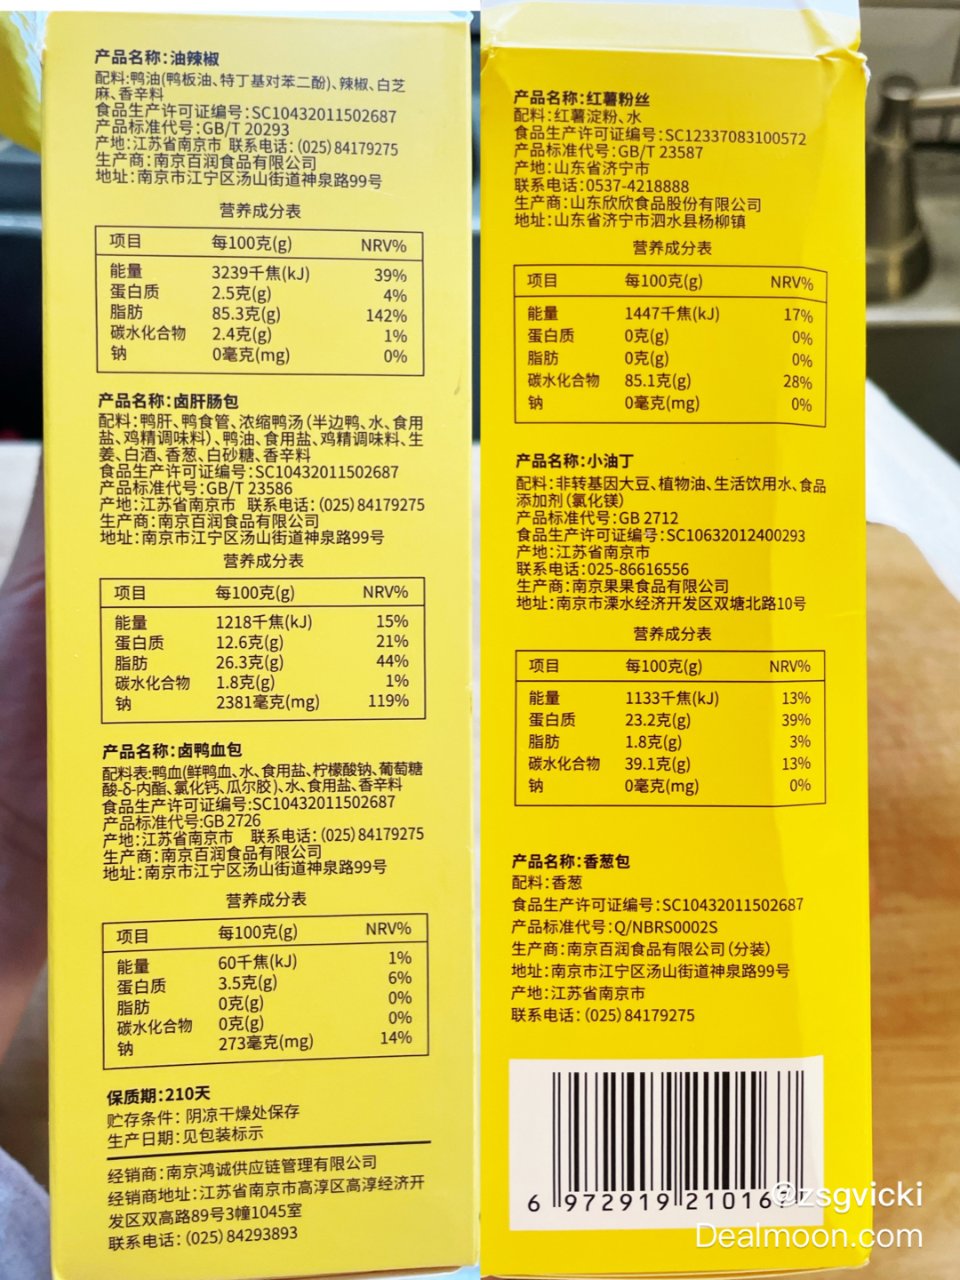 产品名称:油辣椒
配料:鸭油(鸭板油、特丁基对苯二酚)、辣椒、白芝
麻、香辛料
食品生产许可证编号:SC10432011502687
产品标准代号:GB/T 20293
产地:江苏省南京市 联系电话:(025)84179275
生产商:南京百润食品有限公司
地址:南京市江宁区汤山街道神泉路99号
营养成分表
项目 每100克(g) NRV%
能量 3239千焦(kJ) 39%
蛋白质 2.5克(g) 4%
脂肪 85.3克(g) 142%
碳水化合物 2.4克(g) 1%
钠 0毫克(mg) 0%
产品名称:卤肝肠包
配料:鸭肝、鸭食管、浓缩鸭汤(半边鸭、水、食用
盐、鸡精调味料)、鸭油、食用盐、鸡精调味料、生
姜、白酒、香葱、白砂糖、香辛料
食品生产许可证编号:SC10432011502687
产品标准代号:GB/T 23586
产地:江苏省南京市 联系电话:(025)84179275
生产商:南京百润食品有限公司
地址:南京市江宁区汤山街道神泉路99号
营养成分表
项目 每100克(g) NRV%
能量 1218千焦(kJ) 15%
蛋白质 12.6克(g) 21%
脂肪 26.3克(g) 44%
碳水化合物 1.8克(g) 1%
钠 2381毫克(mg) 119%
产品名称:卤鸭血包
配料表:鸭血(鲜鸭血、水、食用盐、柠檬酸钠、葡萄糖
酸-δ-内酯、氯化钙、瓜尔胶)、水、食用盐、香辛料
食品生产许可证编号:SC10432011502687
产品标准代号:GB 2726
产地:江苏省南京市 联系电话:(025)84179275
生产商:南京百润食品有限公司
地址:南京市江宁区汤山街道神泉路99号
营养成分表
项目 每100克(g) NRV%
能量 60千焦(kJ) 1%
蛋白质 3.5克(g) 6%
脂肪 0克(g) 0%
碳水化合物 0克(g) 0%
钠 273毫克(mg) 14%
保质期:210天
贮存条件: 阴凉干燥处保存
生产日期:见包装标示
经销商:南京鸿诚供应链管理有限公司
经销商地址:江苏省南京市高淳区高淳经济开
发区双高路89号3幢1045室
联系电话:(025)84293893
产品名称:红薯粉丝
配料:红薯淀粉、水
食品生产许可证编号:SC12337083100572
产品标准代号:GB/T 23587
产地:山东省济宁市
联系电话:0537-4218888
生产商:山东欣欣食品股份有限公司
地址:山东省济宁市泗水县杨柳镇
营养成分表
项目 每100克(g) NRV%
能量 1447千焦(kJ) 17%
蛋白质 0克(g) 0%
脂肪 0克(g) 0%
碳水化合物 85.1克(g) 28%
钠 0毫克(mg) 0%
产品名称:小油丁
配料:非转基因大豆、植物油、生活饮用水、食品
添加剂(氯化镁)
产品标准代号:GB 2712
食品生产许可证编号:SC10632012400293
产地:江苏省南京市
联系电话:025-86616556
生产商:南京果果食品有限公司
地址:南京市溧水经济开发区双塘北路10号
营养成分表
项目 每100克(g) NRV%
能量 1133千焦(kJ) 13%
蛋白质 23.2克(g) 39%
脂肪 1.8克(g) 3%
碳水化合物 39.1克(g) 13%
钠 0毫克(mg) 0%
产品名称:香葱包
配料:香葱
食品生产许可证编号:SC10432011502687
产品标准代号:Q/NBRS0002S
生产商:南京百润食品有限公司(分装)
地址:南京市江宁区汤山街道神泉路99号
产地:江苏省南京市
联系电话:(025)84179275
6 972919 21016
@zsgvicki
Dealmoon.com